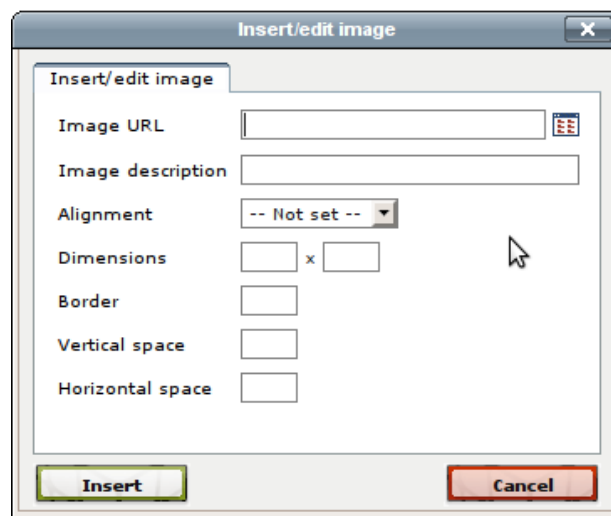 Insert/edit image
Insert/edit image
Image URL
Image description
Alignment -- Not set --
Dimensions x
Border
Vertical space
Horizontal space
Insert Cancel